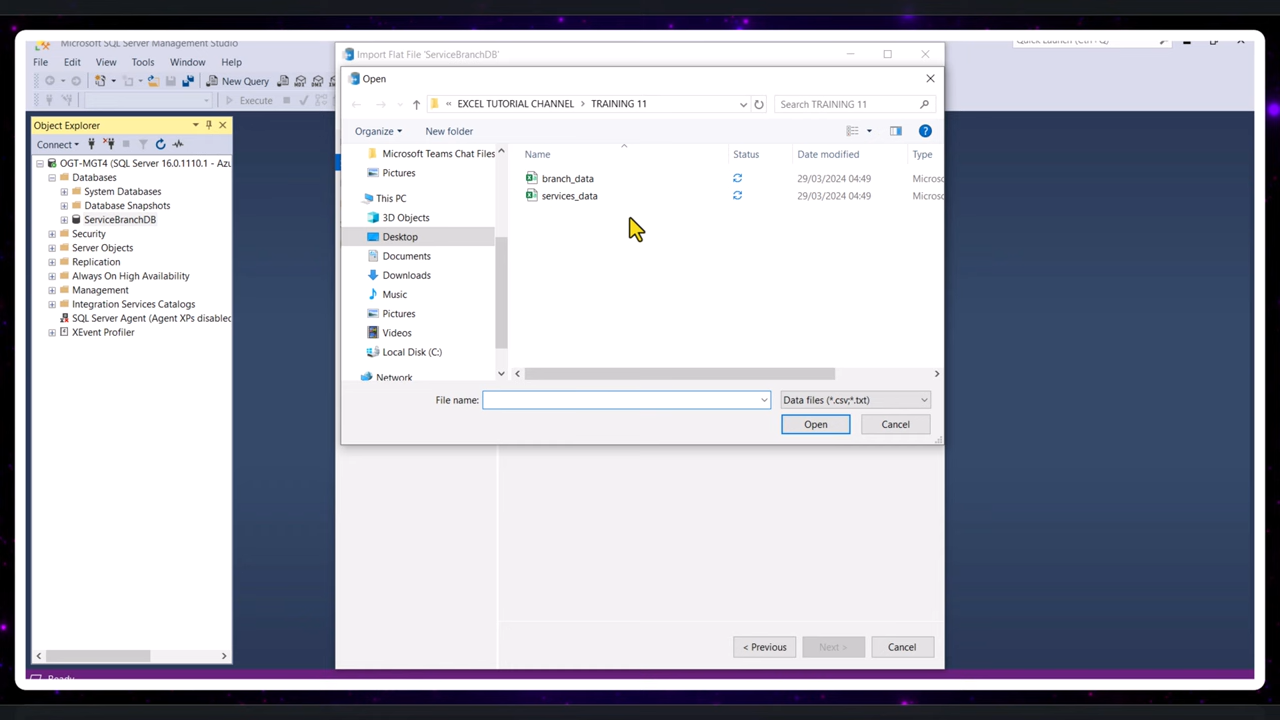 Microsoft SQL Server Management Studio
File Edit View Tools Window Help
New Query
Execute
Object Explorer
Connect
OGT-MGT4 (SQL Server 16.0.1110.1 - Azu
Databases
System Databases
Database Snapshots
ServiceBranchDB
Security
Server Objects
Replication
Always On High Availability
Management
Integration Services Catalogs
SQL Server Agent (Agent XPs disabled
XEvent Profiler
Import Flat File 'ServiceBranchDB'
Open
« EXCEL TUTORIAL CHANNEL > TRAINING 11
Search TRAINING 11
Organize New folder
Microsoft Teams Chat Files
Pictures
This PC
3D Objects
Desktop
Documents
Downloads
Music
Pictures
Videos
Local Disk (C:)
Network
Name Status Date modified Type
branch_data 29/03/2024 04:49 Microso
services_data 29/03/2024 04:49 Microso
File name:
Data files (*.csv;*.txt)
Open Cancel
< Previous Next > Cancel
Ready